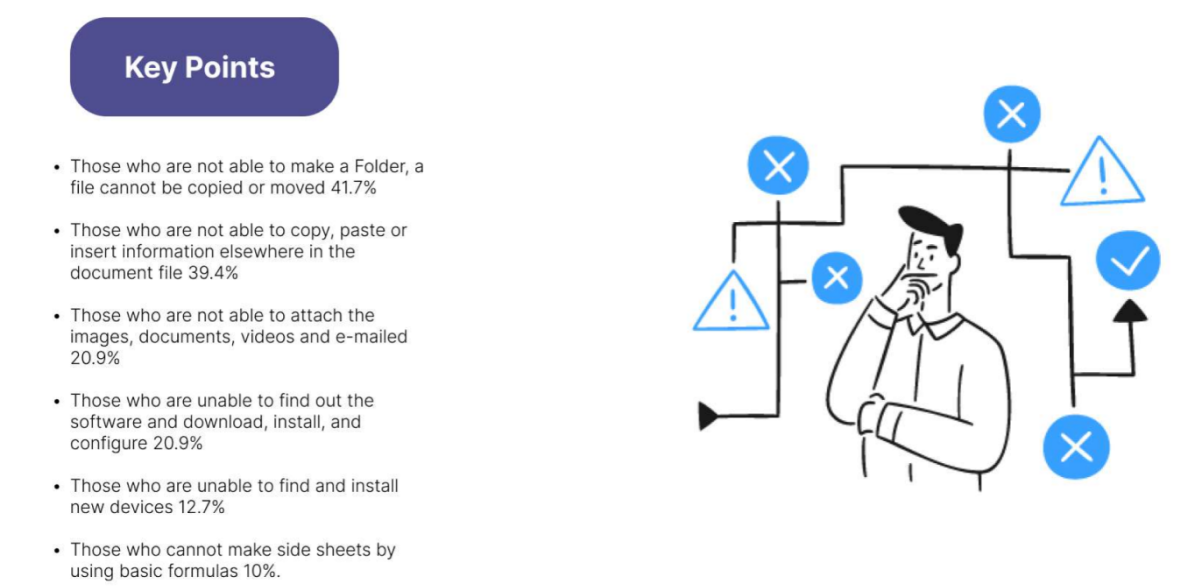 Key Points
• Those who are not able to make a Folder, a
file cannot be copied or moved 41.7%
• Those who are not able to copy, paste or
insert information elsewhere in the
document file 39.4%
• Those who are not able to attach the
images, documents, videos and e-mailed
20.9%
• Those who are unable to find out the
software and download, install, and
configure 20.9%
• Those who are unable to find and install
new devices 12.7%
• Those who cannot make side sheets by
using basic formulas 10%.